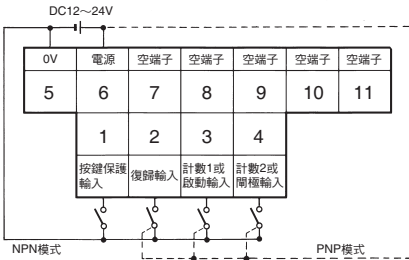 DC12～24V
0V 電源 空端子 空端子 空端子 空端子 空端子
5 6 7 8 9 10 11
1 2 3 4
按鍵保護輸入 復歸輸入 計數1或啟動輸入 計數2或閘極輸入
NPN模式 PNP模式